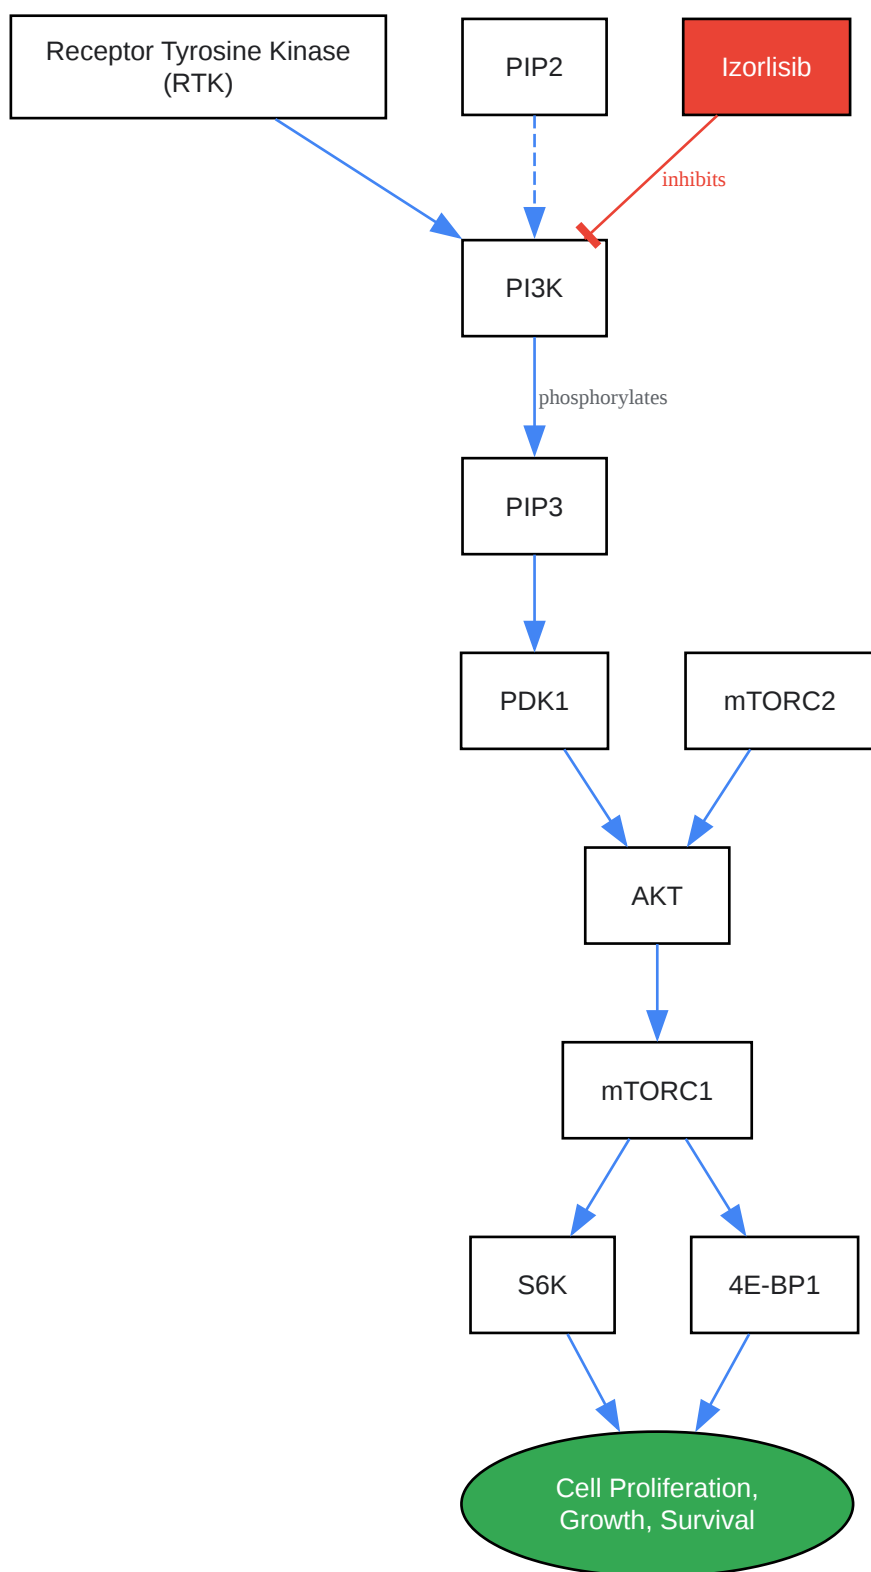 Receptor Tyrosine Kinase
(RTK)
PIP2
Izorlisib
inhibits
PI3K
phosphorylates
PIP3
PDK1
mTORC2
AKT
mTORC1
S6K
4E-BP1
Cell Proliferation,
Growth, Survival